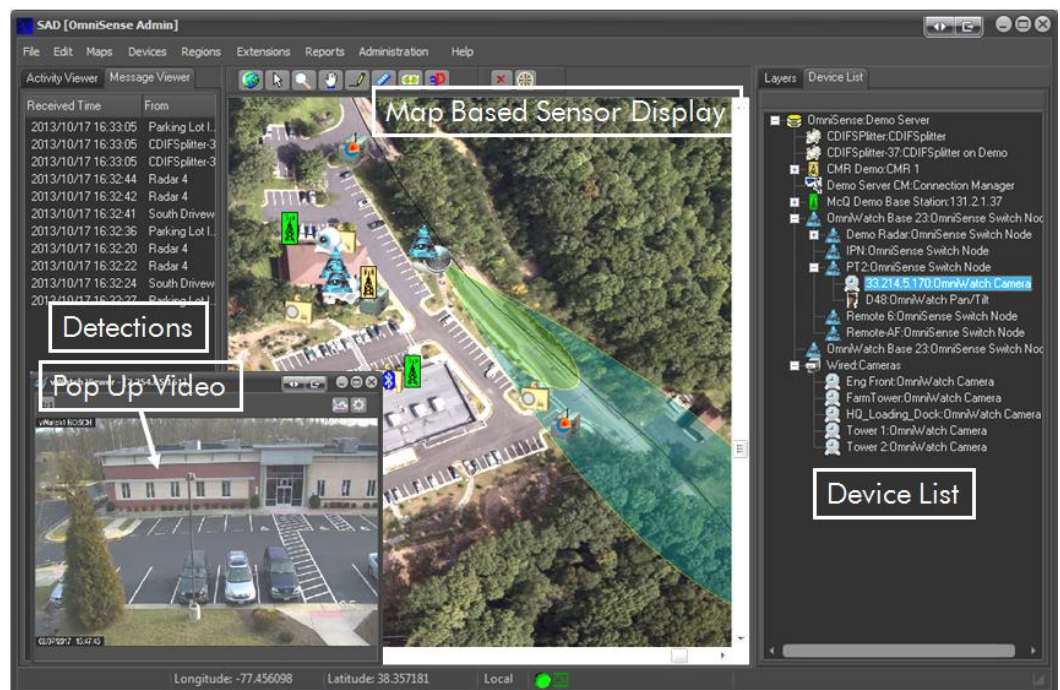 SAD [OmniSense Admin]
File Edit Maps Devices Regions Extensions Reports Administration Help
Activity Viewer Message Viewer
Received Time From
2013/10/17 16:33:05 Parking Lot I..
2013/10/17 16:33:05 CDIFSplitter-3
2013/10/17 16:33:05 CDIFSplitter-3
2013/10/17 16:32:44 Radar 4
2013/10/17 16:32:42 Radar 4
2013/10/17 16:32:41 South Drivew
2013/10/17 16:32:36 Parking Lot I..
2013/10/17 16:32:20 Radar 4
2013/10/17 16:32:22 Radar 4
2013/10/17 16:32:24 South Drivew
Detections
Pop Up Video
1:1
vWatch1 BOSCH
02/07/2017
Map Based Sensor Display
Layers Device List
OmniSense:Demo Server
CDIFSPlitter:CDIFSplitter
CDIFSplitter-37:CDIFSplitter on Demo
CMR Demo:CMR 1
Demo Server CM:Connection Manager
McQ Demo Base Station:131.2.1.37
OmniWatch Base 23:OmniSense Switch Nod
Demo Radar:OmniSense Switch Node
IPN:OmniSense Switch Node
PT2:OmniSense Switch Node
33.214.5.170:OmniWatch Camera
D48:OmniWatch Pan/Tilt
Remote 6:OmniSense Switch Node
Remote-AF:OmniSense Switch Node
OmniWatch Base 23:OmniSense Switch Noc
Wired:Cameras
Eng Front:OmniWatch Camera
FarmTower:OmniWatch Camera
HQ_Loading_Dock:OmniWatch Camera
Tower 1:OmniWatch Camera
Tower 2:OmniWatch Camera
Device List
Longitude: -77.456098 Latitude: 38.357181 Local